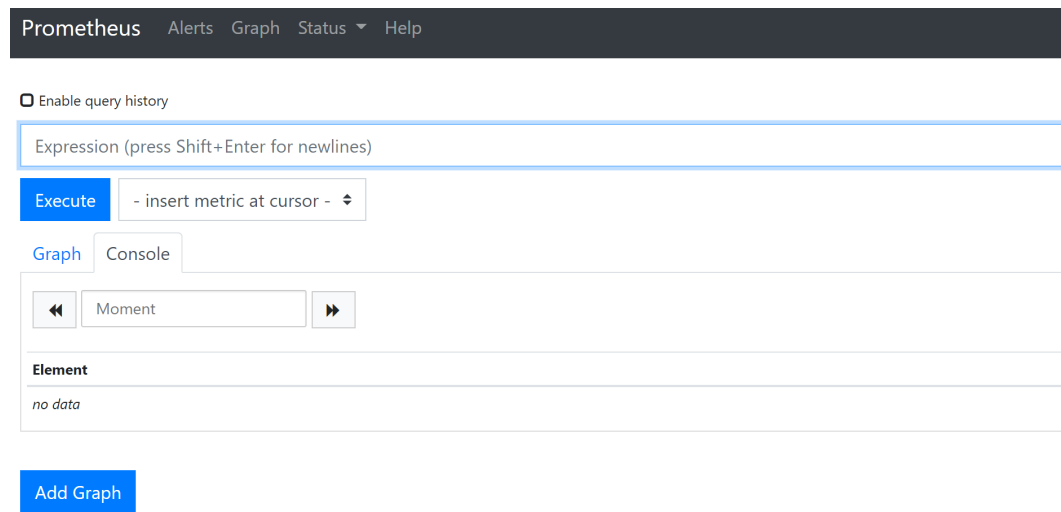 Prometheus Alerts Graph Status Help
Enable query history
Expression (press Shift+Enter for newlines)
Execute - insert metric at cursor -
Graph Console
Moment
Element
no data
Add Graph